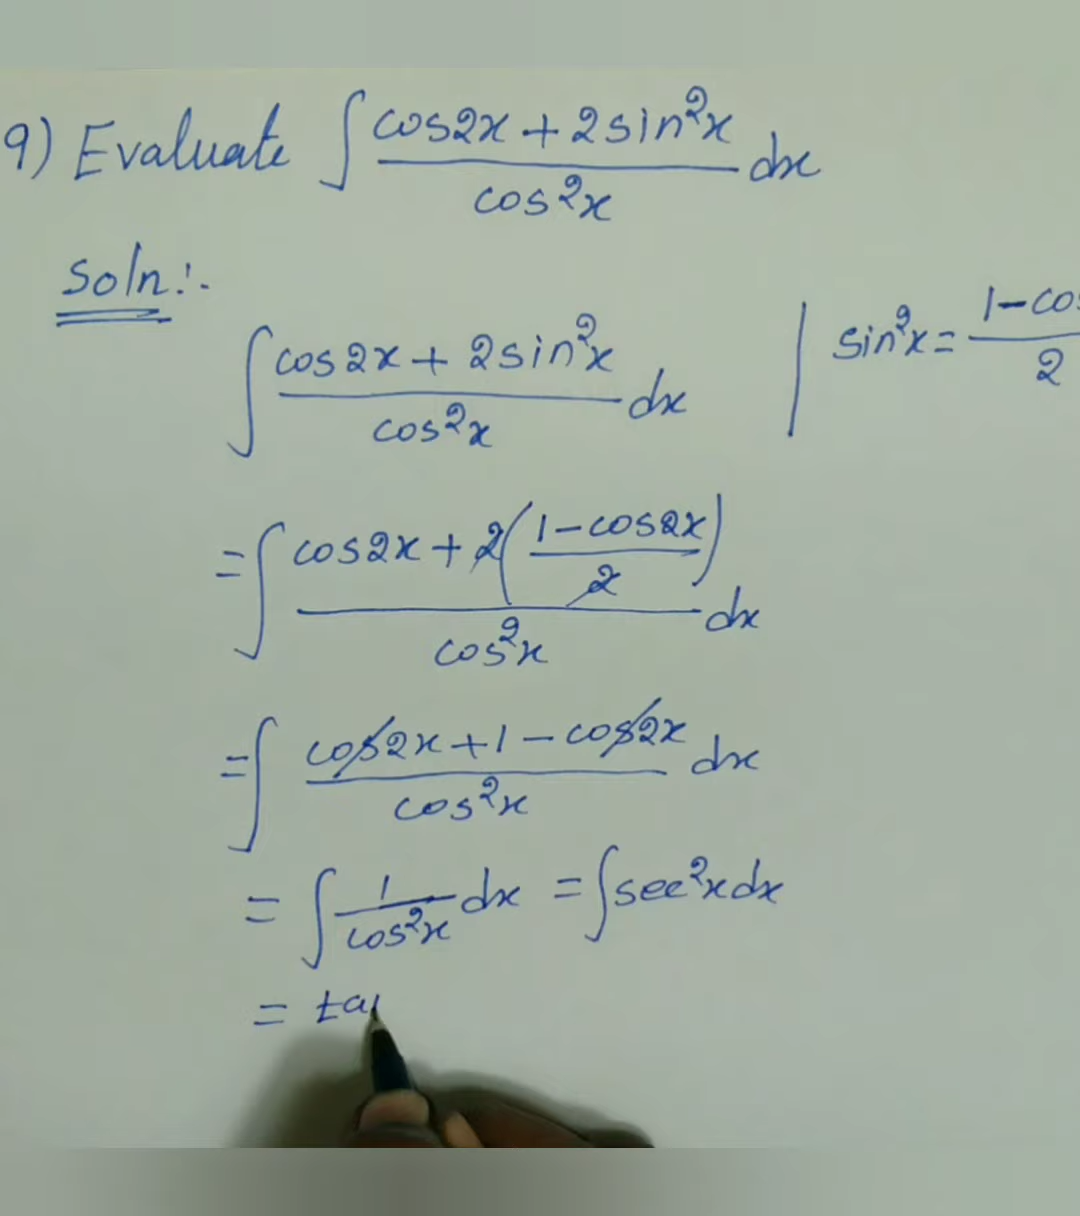 9) Evaluate ∫ (cos2x + 2sin²x)/(cos²x) dx
Soln:-
∫ (cos2x + 2sin²x)/(cos²x) dx | sin²x = (1-cos)/2
= ∫ (cos2x + 2((1-cos2x)/2))/(cos²x) dx
= ∫ (cos2x + 1 - cos2x)/(cos²x) dx
= ∫ 1/(cos²x) dx = ∫ sec²x dx
= ta